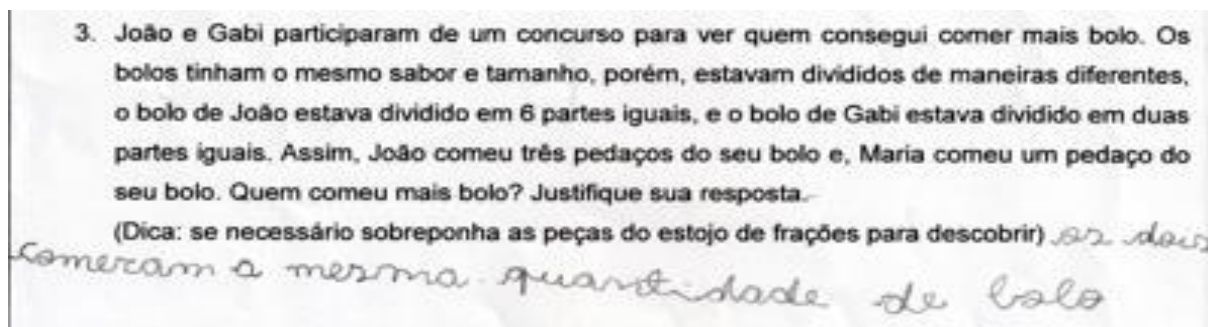 3. João e Gabi participaram de um concurso para ver quem consegui comer mais bolo. Os
bolos tinham o mesmo sabor e tamanho, porém, estavam divididos de maneiras diferentes,
o bolo de João estava dividido em 6 partes iguais, e o bolo de Gabi estava dividido em duas
partes iguais. Assim, João comeu três pedaços do seu bolo e, Maria comeu um pedaço do
seu bolo. Quem comeu mais bolo? Justifique sua resposta.
(Dica: se necessário sobreponha as peças do estojo de frações para descobrir) os dois
comeram a mesma quantidade de bolo